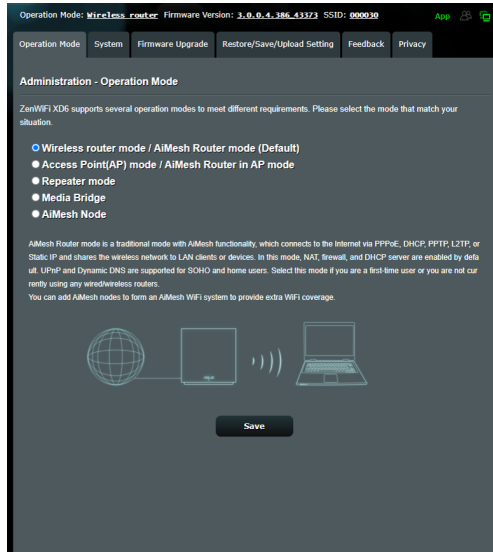 Operation Mode: Wireless router Firmware Version: 3.0.0.4.386_43373 SSID: 000030 App
Operation Mode System Firmware Upgrade Restore/Save/Upload Setting Feedback Privacy
Administration - Operation Mode
ZenWiFi XD6 supports several operation modes to meet different requirements. Please select the mode that match your
situation.
Wireless router mode / AiMesh Router mode (Default)
Access Point(AP) mode / AiMesh Router in AP mode
Repeater mode
Media Bridge
AiMesh Node
AiMesh Router mode is a traditional mode with AiMesh functionality, which connects to the Internet via PPPoE, DHCP, PPTP, L2TP, or
Static IP and shares the wireless network to LAN clients or devices. In this mode, NAT, firewall, and DHCP server are enabled by defa
ult. UPnP and Dynamic DNS are supported for SOHO and home users. Select this mode if you are a first-time user or you are not cur
rently using any wired/wireless routers.
You can add AiMesh nodes to form an AiMesh WiFi system to provide extra WiFi coverage.
Save